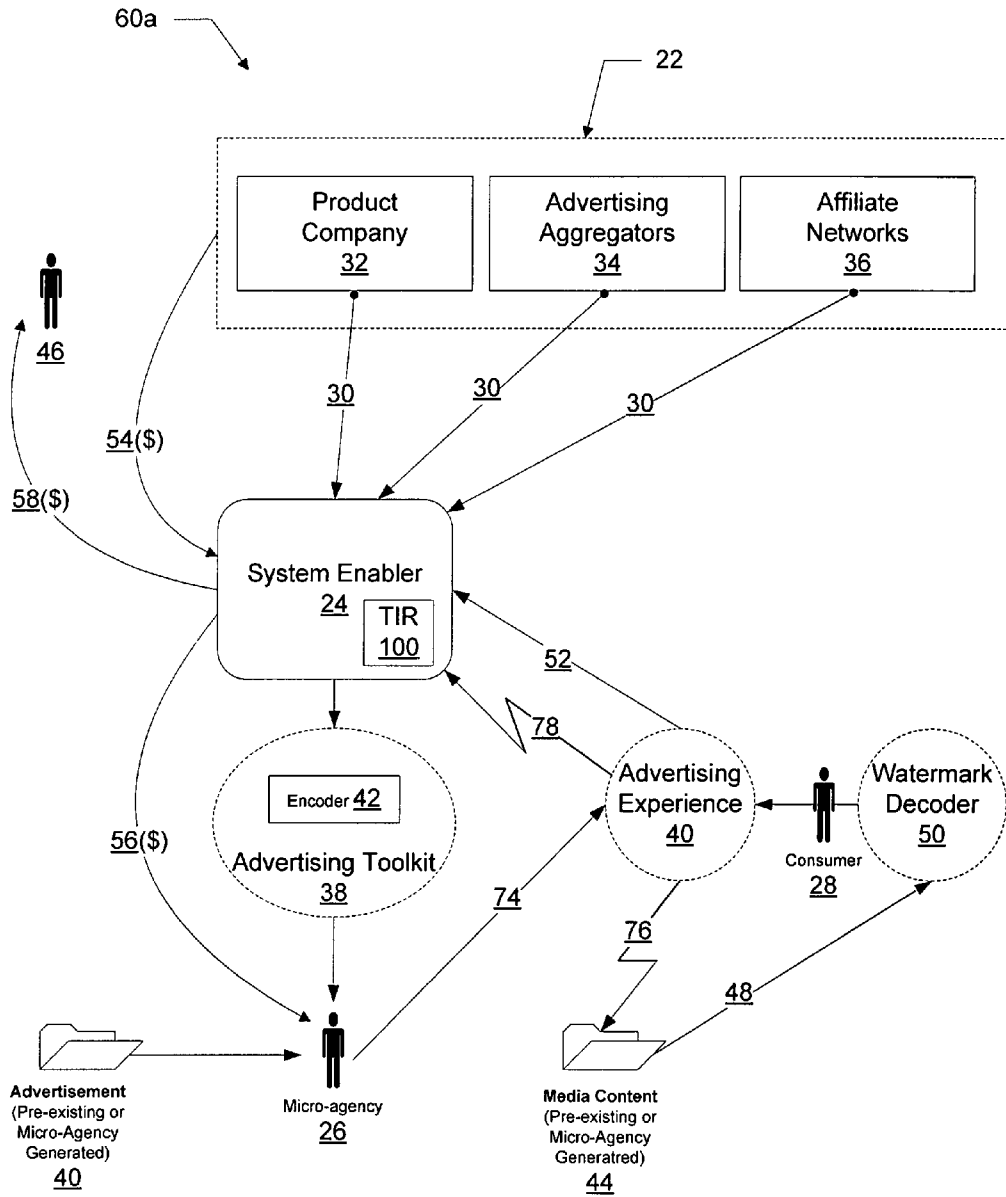 60a
22
Product
Company
32
Advertising
Aggregators
34
Affiliate
Networks
36
46
30
30
30
54($)
58($)
System Enabler
24
TIR
100
52
78
Encoder 42
Advertising Toolkit
38
Advertising
Experience
40
Consumer
28
Watermark
Decoder
50
56($)
74
76
48
Advertisement
(Pre-existing or
Micro-Agency
Generated)
40
Micro-agency
26
Media Content
(Pre-existing or
Micro-Agency
Generatred)
44